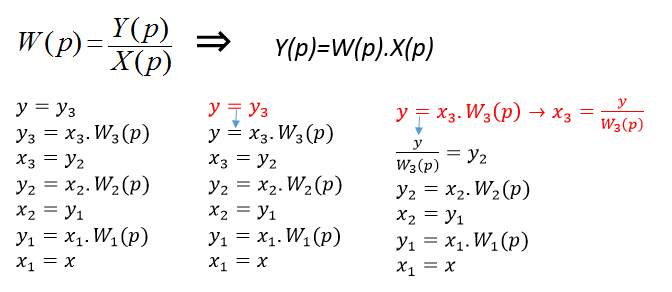 W(p) = Y(p)/X(p) ⇒ Y(p)=W(p).X(p)
y = y₃
y₃ = x₃.W₃(p)
x₃ = y₂
y₂ = x₂.W₂(p)
x₂ = y₁
y₁ = x₁.W₁(p)
x₁ = x
y = y₃
y = x₃.W₃(p)
x₃ = y₂
y₂ = x₂.W₂(p)
x₂ = y₁
y₁ = x₁.W₁(p)
x₁ = x
y = x₃.W₃(p) → x₃ = y/W₃(p)
y/W₃(p) = y₂
y₂ = x₂.W₂(p)
x₂ = y₁
y₁ = x₁.W₁(p)
x₁ = x